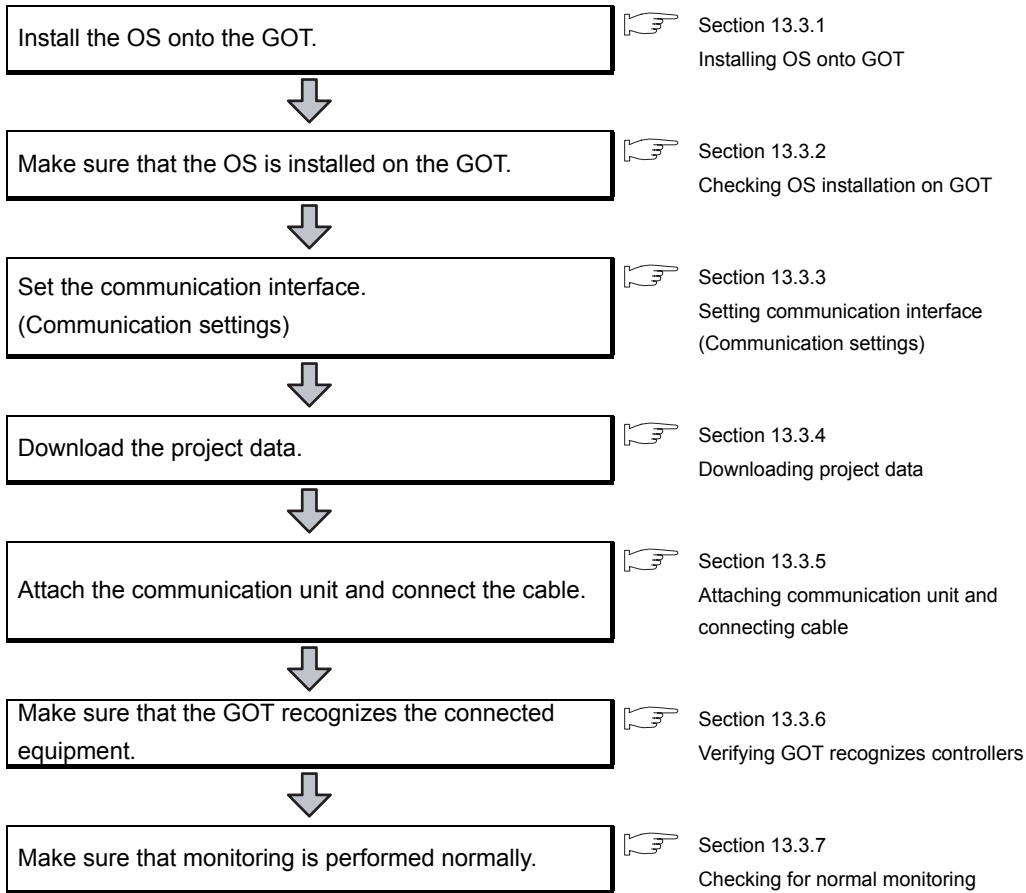 Install the OS onto the GOT.
Section 13.3.1
Installing OS onto GOT
Make sure that the OS is installed on the GOT.
Section 13.3.2
Checking OS installation on GOT
Set the communication interface.
(Communication settings)
Section 13.3.3
Setting communication interface
(Communication settings)
Download the project data.
Section 13.3.4
Downloading project data
Attach the communication unit and connect the cable.
Section 13.3.5
Attaching communication unit and
connecting cable
Make sure that the GOT recognizes the connected
equipment.
Section 13.3.6
Verifying GOT recognizes controllers
Make sure that monitoring is performed normally.
Section 13.3.7
Checking for normal monitoring